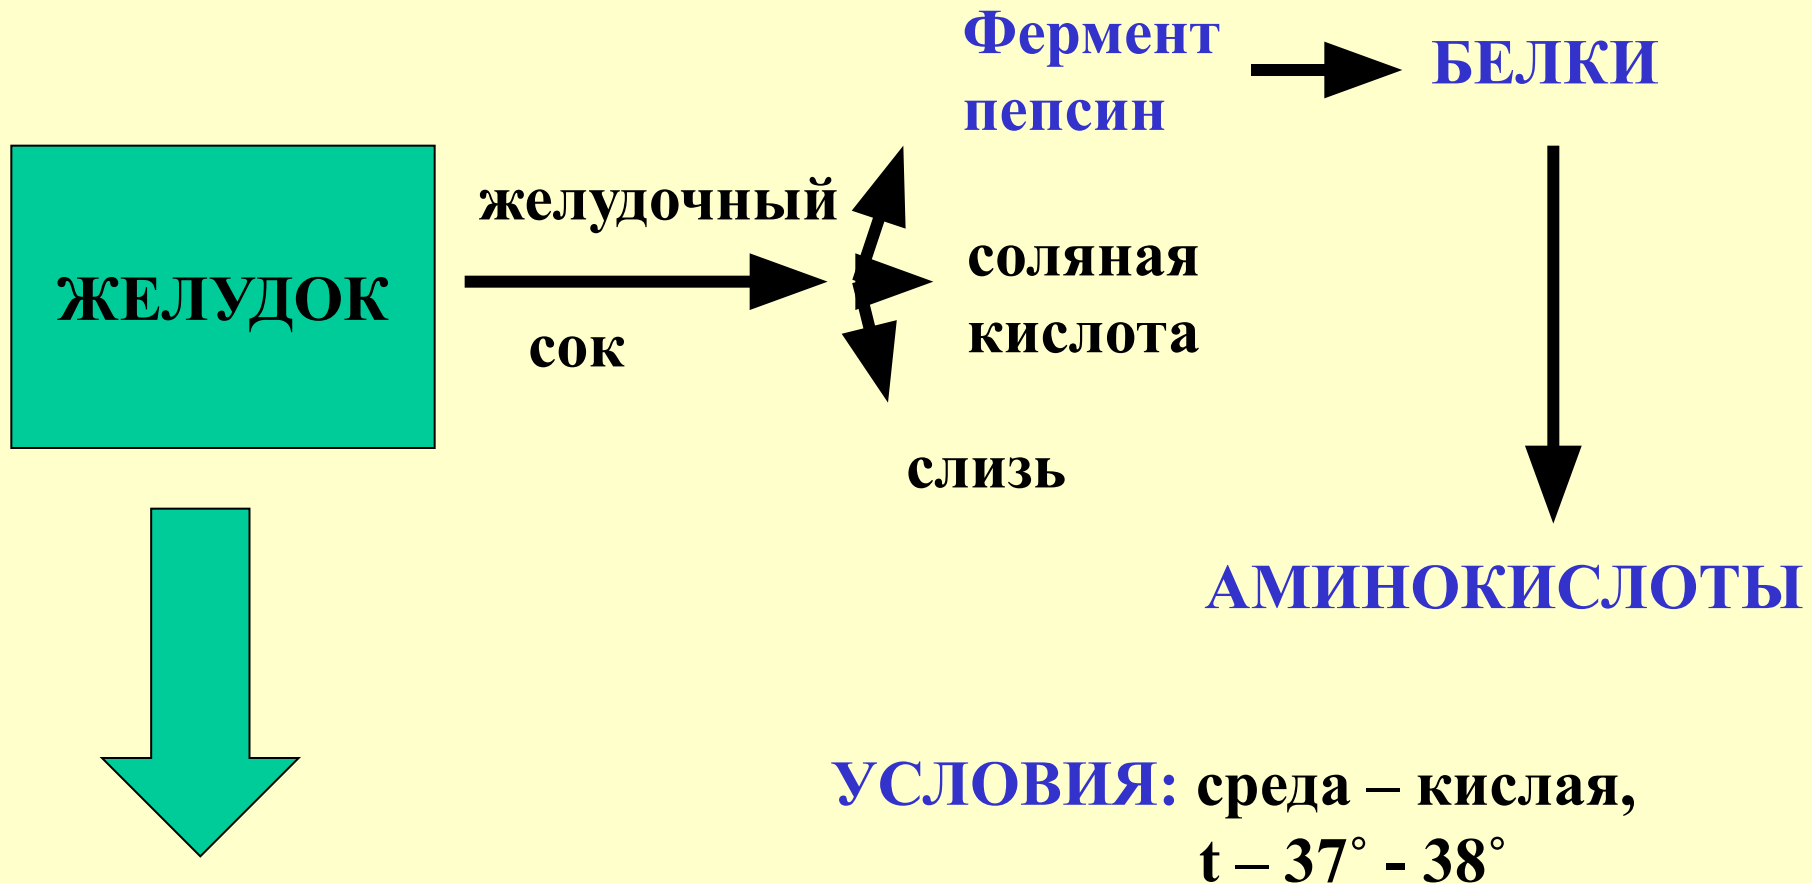 Фермент
пепсин
БЕЛКИ
ЖЕЛУДОК
желудочный
сок
соляная
кислота
слизь
АМИНОКИСЛОТЫ
УСЛОВИЯ: среда – кислая,
t – 37˚ - 38˚